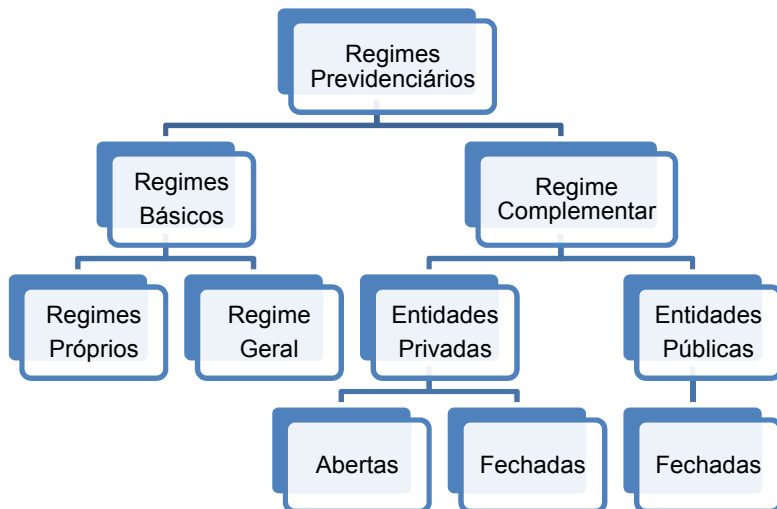 Regimes
Previdenciários
Regimes
Básicos
Regime
Complementar
Regimes
Próprios
Regime
Geral
Entidades
Privadas
Entidades
Públicas
Abertas
Fechadas
Fechadas